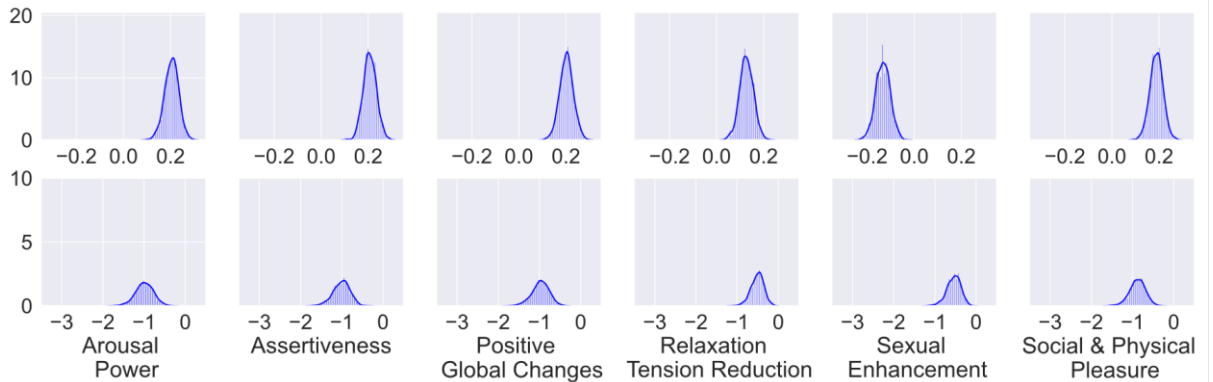 20
10
0
−0.2 0.0 0.2 −0.2 0.0 0.2 −0.2 0.0 0.2 −0.2 0.0 0.2 −0.2 0.0 −0.2 0.0 0.2
10
5
0
−3 −2 −1 0 −3 −2 −1 0 −3 −2 −1 0 −3 −2 −1 0 −3 −2 −1 0 −3 −2 −1 0
Arousal
Power
Assertiveness
Positive
Global Changes
Relaxation
Tension Reduction
Sexual
Enhancement
Social & Physical
Pleasure